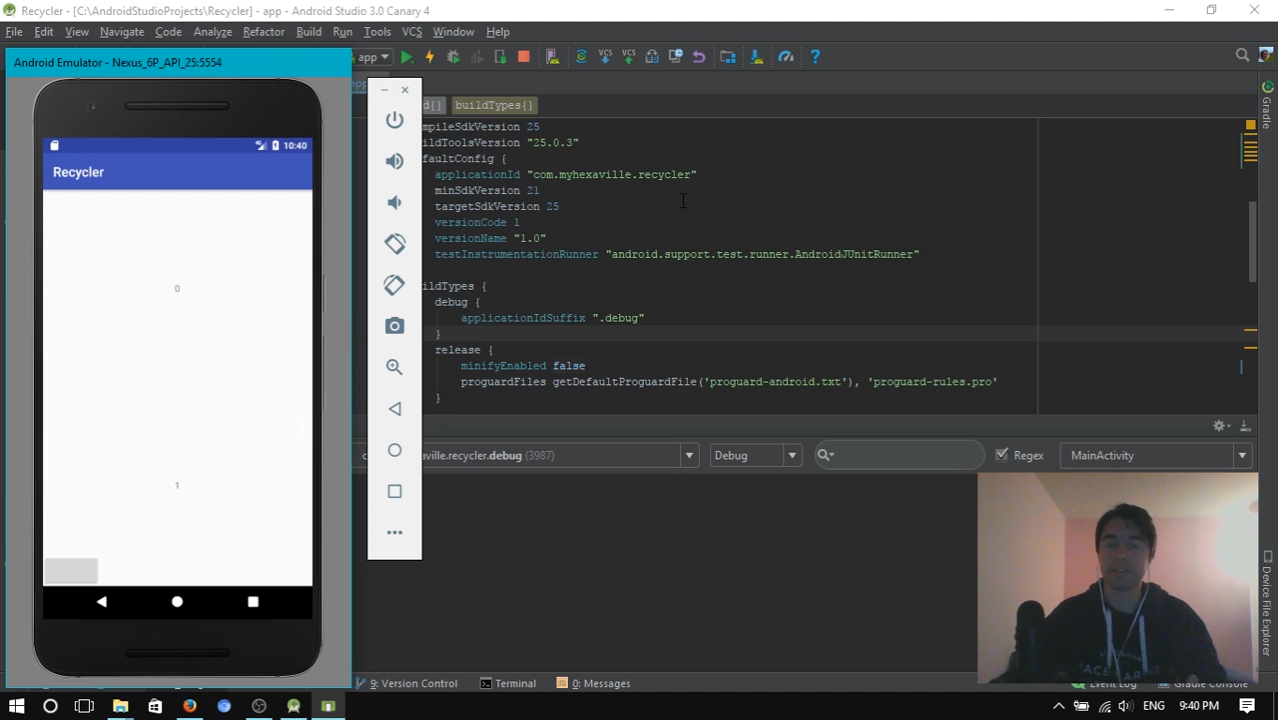 Recycler - [C:\AndroidStudioProjects\Recycler] - app - Android Studio 3.0 Canary 4
File Edit View Navigate Code Analyze Refactor Build Run Tools VCS Window Help
app
Android Emulator - Nexus_6P_API_25:5554
VCS VCS
d{} buildTypes{}
Gradle
mpileSdkVersion 25
ildToolsVersion "25.0.3"
faultConfig {
applicationId "com.myhexaville.recycler"
minSdkVersion 21
targetSdkVersion 25
versionCode 1
versionName "1.0"
testInstrumentationRunner "android.support.test.runner.AndroidJUnitRunner"
ildTypes {
debug {
applicationIdSuffix ".debug"
}
release {
minifyEnabled false
proguardFiles getDefaultProguardFile('proguard-android.txt'), 'proguard-rules.pro'
}
10:40
Recycler
0
1
ville.recycler.debug (3987) Debug Regex MainActivity
Device File Explorer
9: Version Control Terminal 0: Messages Event Log Gradle Console
ENG 9:40 PM